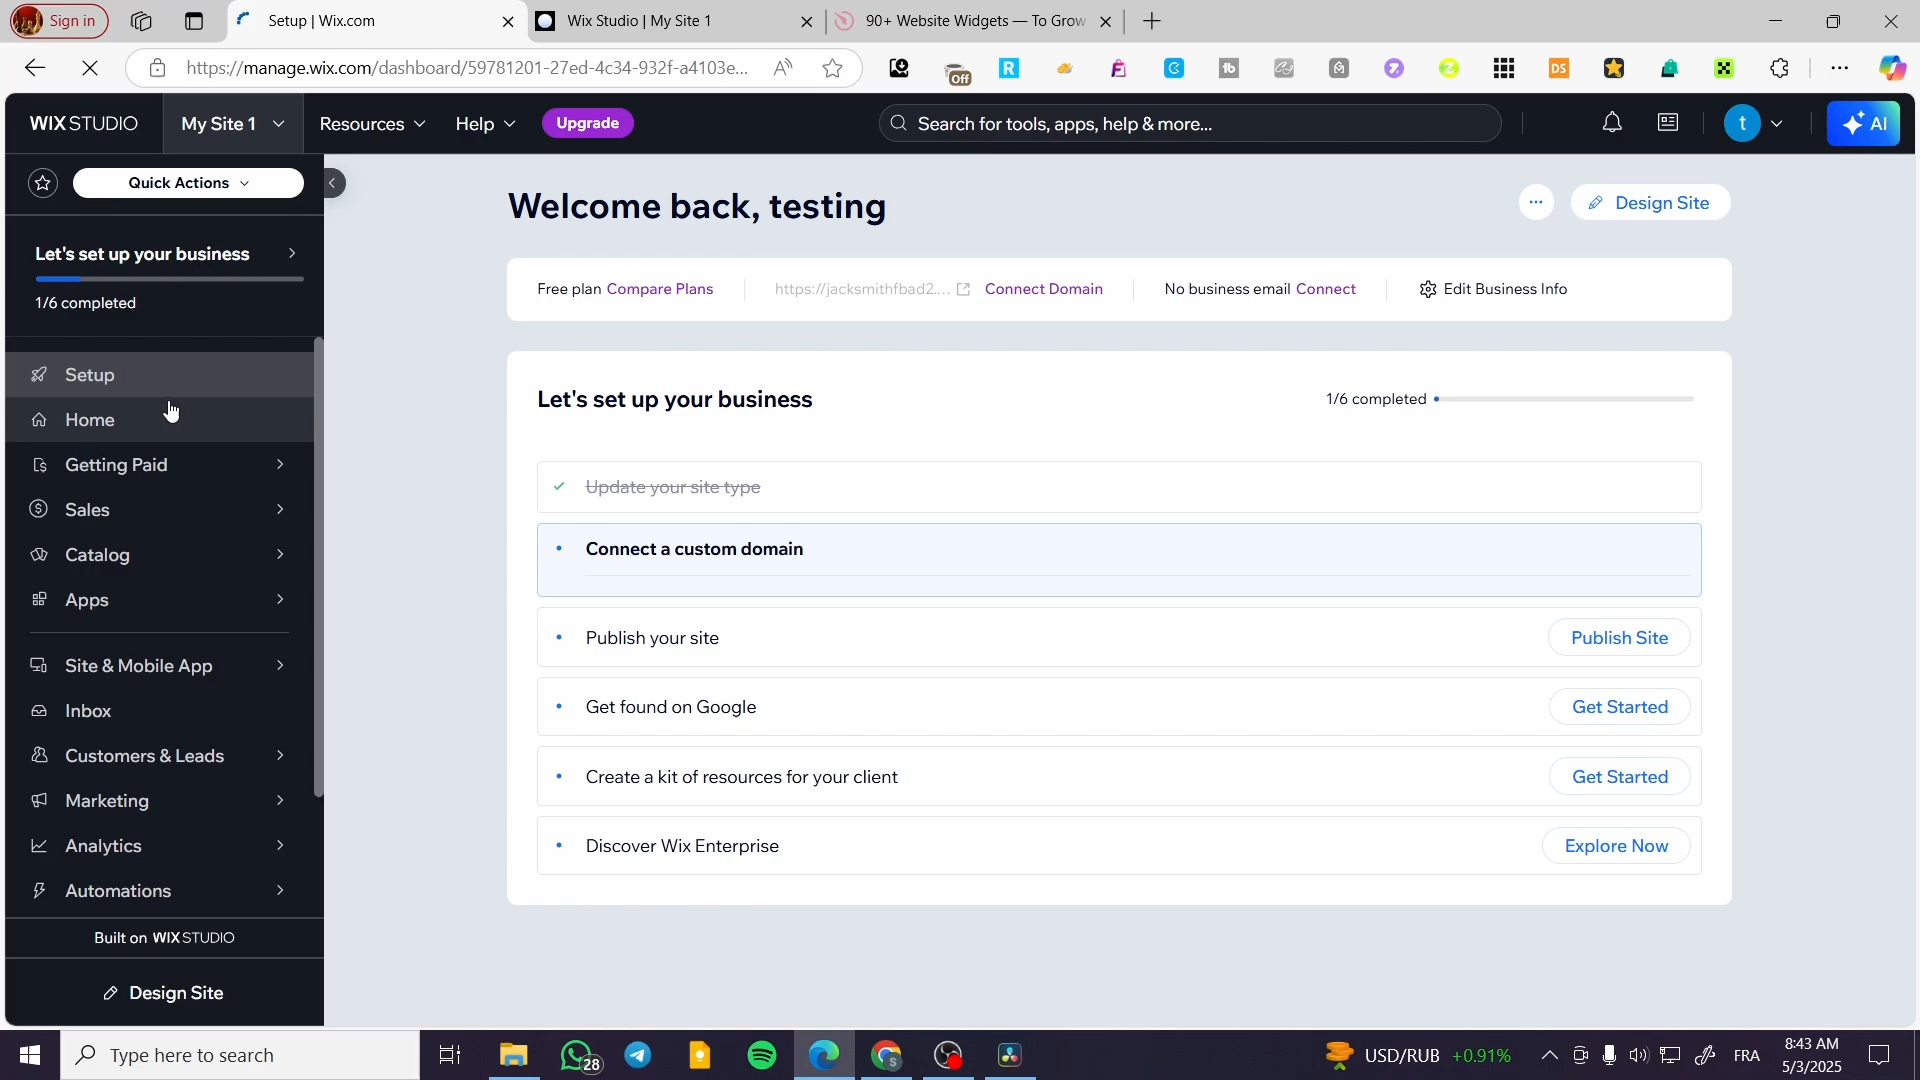 Sign in
Setup | Wix.com
Wix Studio | My Site 1
90+ Website Widgets — To Grow
https://manage.wix.com/dashboard/59781201-27ed-4c34-932f-a4103e...
Off
WIX STUDIO
My Site 1
Resources
Help
Upgrade
Search for tools, apps, help & more...
t
AI
Quick Actions
Let's set up your business
1/6 completed
Setup
Home
Getting Paid
Sales
Catalog
Apps
Site & Mobile App
Inbox
Customers & Leads
Marketing
Analytics
Automations
Built on WIX STUDIO
Design Site
Welcome back, testing
Design Site
Free plan Compare Plans
https://jacksmithfbad2.... Connect Domain
No business email Connect
Edit Business Info
Let's set up your business
1/6 completed
Update your site type
Connect a custom domain
Publish your site
Publish Site
Get found on Google
Get Started
Create a kit of resources for your client
Get Started
Discover Wix Enterprise
Explore Now
Type here to search
28
USD/RUB +0.91%
FRA
8:43 AM
5/3/2025